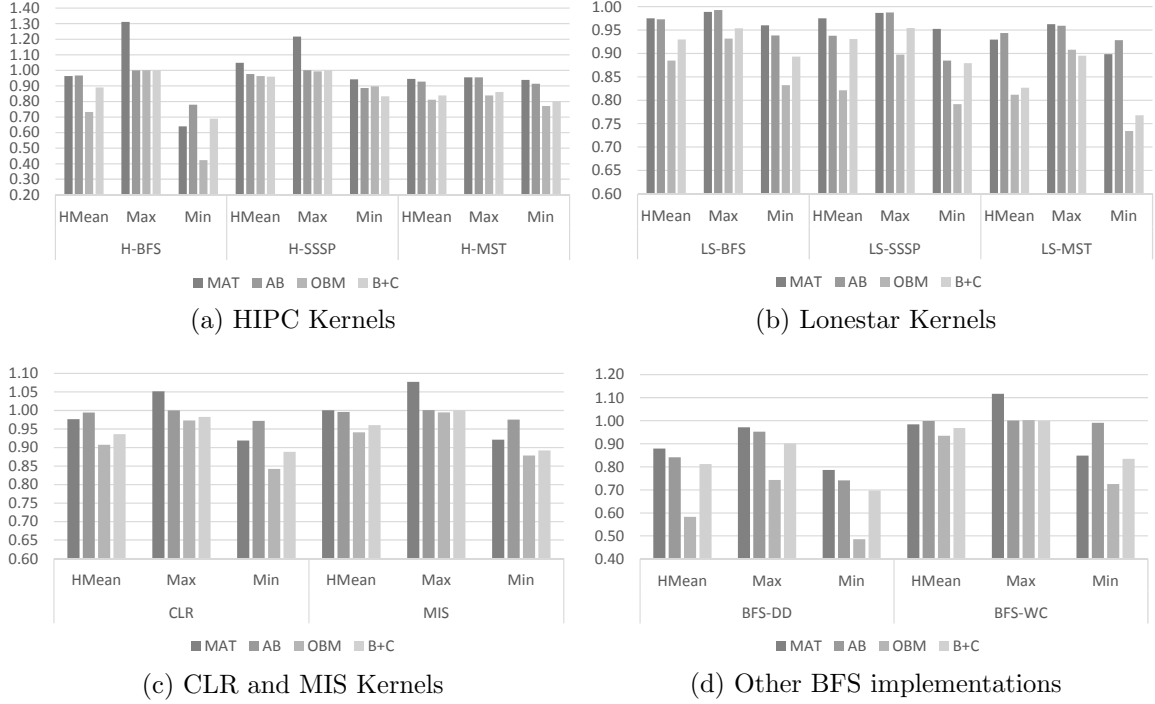 1.40
1.30
1.20
1.10
1.00
0.90
0.80
0.70
0.60
0.50
0.40
0.30
0.20
HMean Max Min HMean Max Min HMean Max Min
H-BFS H-SSSP H-MST
MAT AB OBM B+C
(a) HIPC Kernels
1.00
0.95
0.90
0.85
0.80
0.75
0.70
0.65
0.60
HMean Max Min HMean Max Min HMean Max Min
LS-BFS LS-SSSP LS-MST
MAT AB OBM B+C
(b) Lonestar Kernels
1.10
1.05
1.00
0.95
0.90
0.85
0.80
0.75
0.70
0.65
0.60
HMean Max Min HMean Max Min
CLR MIS
MAT AB OBM B+C
(c) CLR and MIS Kernels
1.20
1.10
1.00
0.90
0.80
0.70
0.60
0.50
0.40
HMean Max Min HMean Max Min
BFS-DD BFS-WC
MAT AB OBM B+C
(d) Other BFS implementations